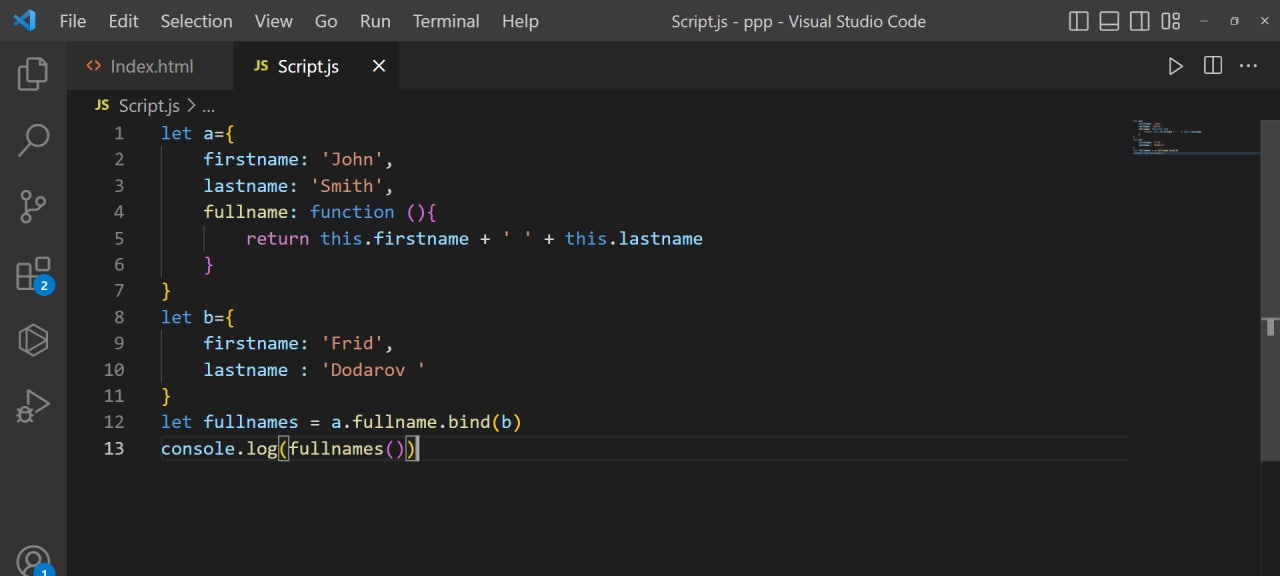 File Edit Selection View Go Run Terminal Help Script.js - ppp - Visual Studio Code
<> Index.html JS Script.js
JS Script.js > ...
1 let a={
2 firstname: 'John',
3 lastname: 'Smith',
4 fullname: function (){
5 return this.firstname + ' ' + this.lastname
6 }
7 }
8 let b={
9 firstname: 'Frid',
10 lastname : 'Dodarov '
11 }
12 let fullnames = a.fullname.bind(b)
13 console.log(fullnames())
2
1